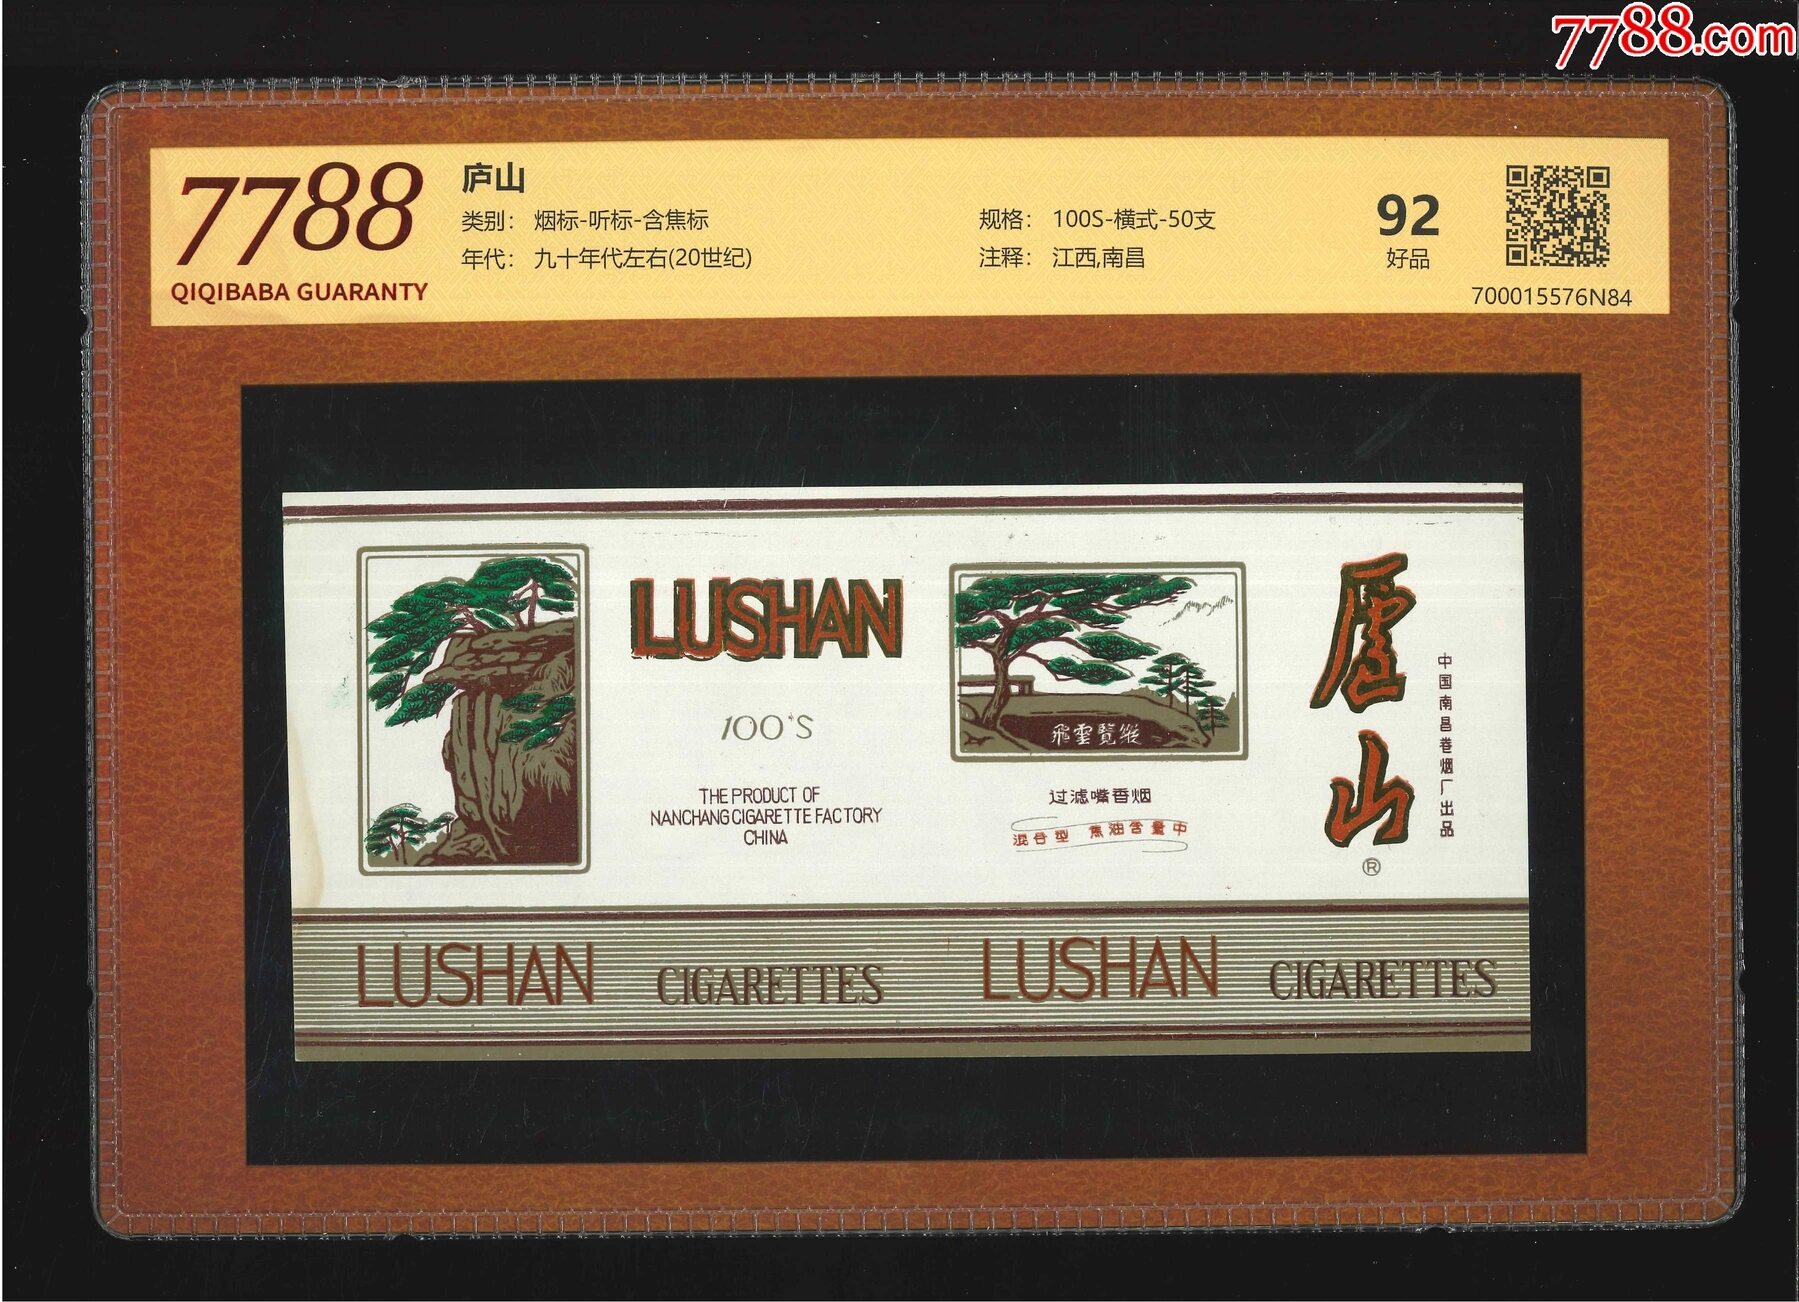 7788.com
7788
QIQIBABA GUARANTY
庐山
类别： 烟标-听标-含焦标
年代： 九十年代左右(20世纪)
规格： 100S-横式-50支
注释： 江西,南昌
92
好品
700015576N84
LUSHAN
100'S
THE PRODUCT OF
NANCHANG CIGARETTE FACTORY
CHINA
飛雲覽縱
过滤嘴香烟
混合型 焦油含量中
廬山
®
中国南昌卷烟厂出品
LUSHAN CIGARETTES LUSHAN CIGARETTES